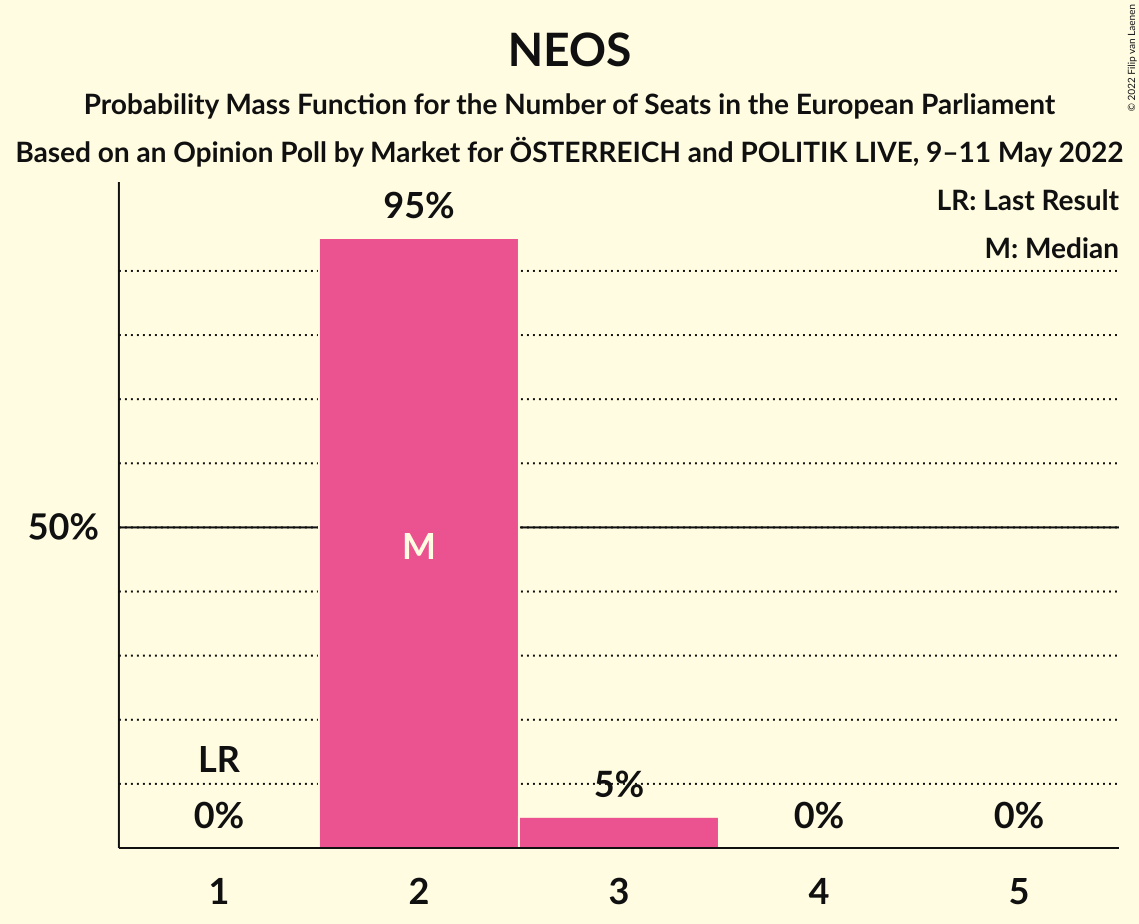 NEOS
Probability Mass Function for the Number of Seats in the European Parliament
Based on an Opinion Poll by Market for ÖSTERREICH and POLITIK LIVE, 9–11 May 2022
© 2022 Filip van Laenen
LR: Last Result
M: Median
95%
50%
M
LR
0%
5%
0%
0%
1
2
3
4
5